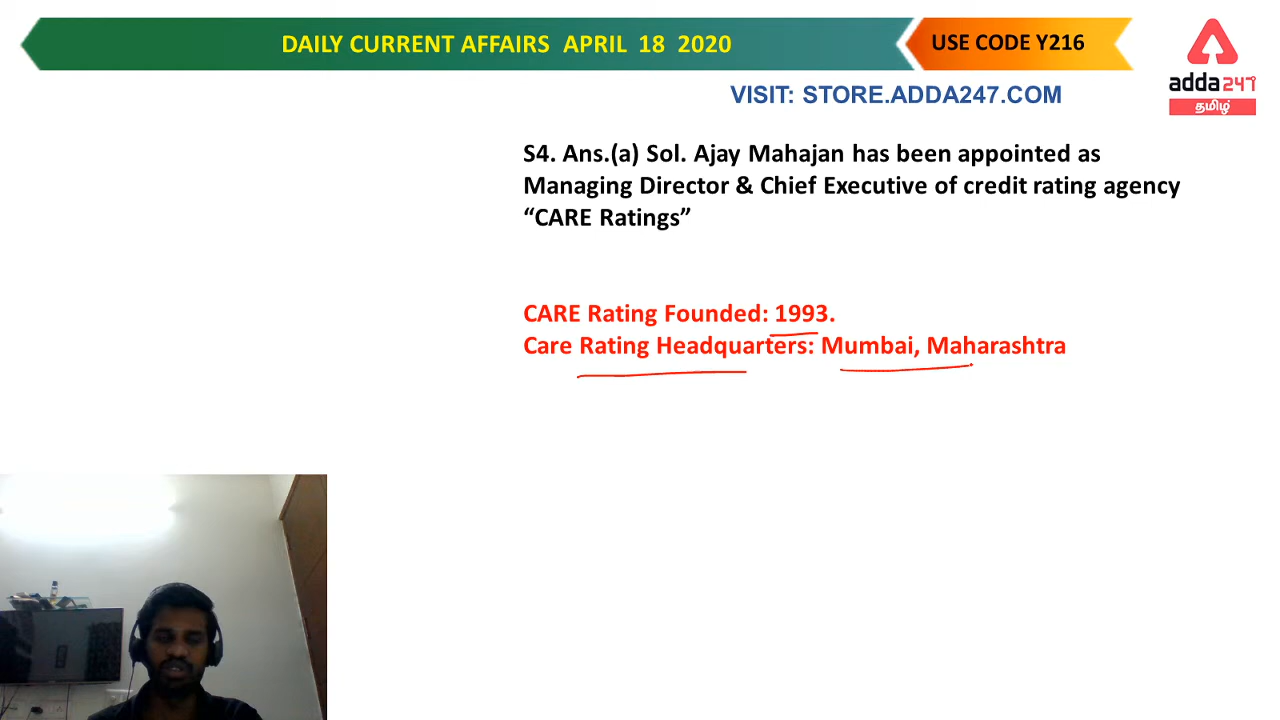 DAILY CURRENT AFFAIRS APRIL 18 2020
USE CODE Y216
adda247
தமிழ்
VISIT: STORE.ADDA247.COM
S4. Ans.(a) Sol. Ajay Mahajan has been appointed as
Managing Director & Chief Executive of credit rating agency
“CARE Ratings”
CARE Rating Founded: 1993.
Care Rating Headquarters: Mumbai, Maharashtra